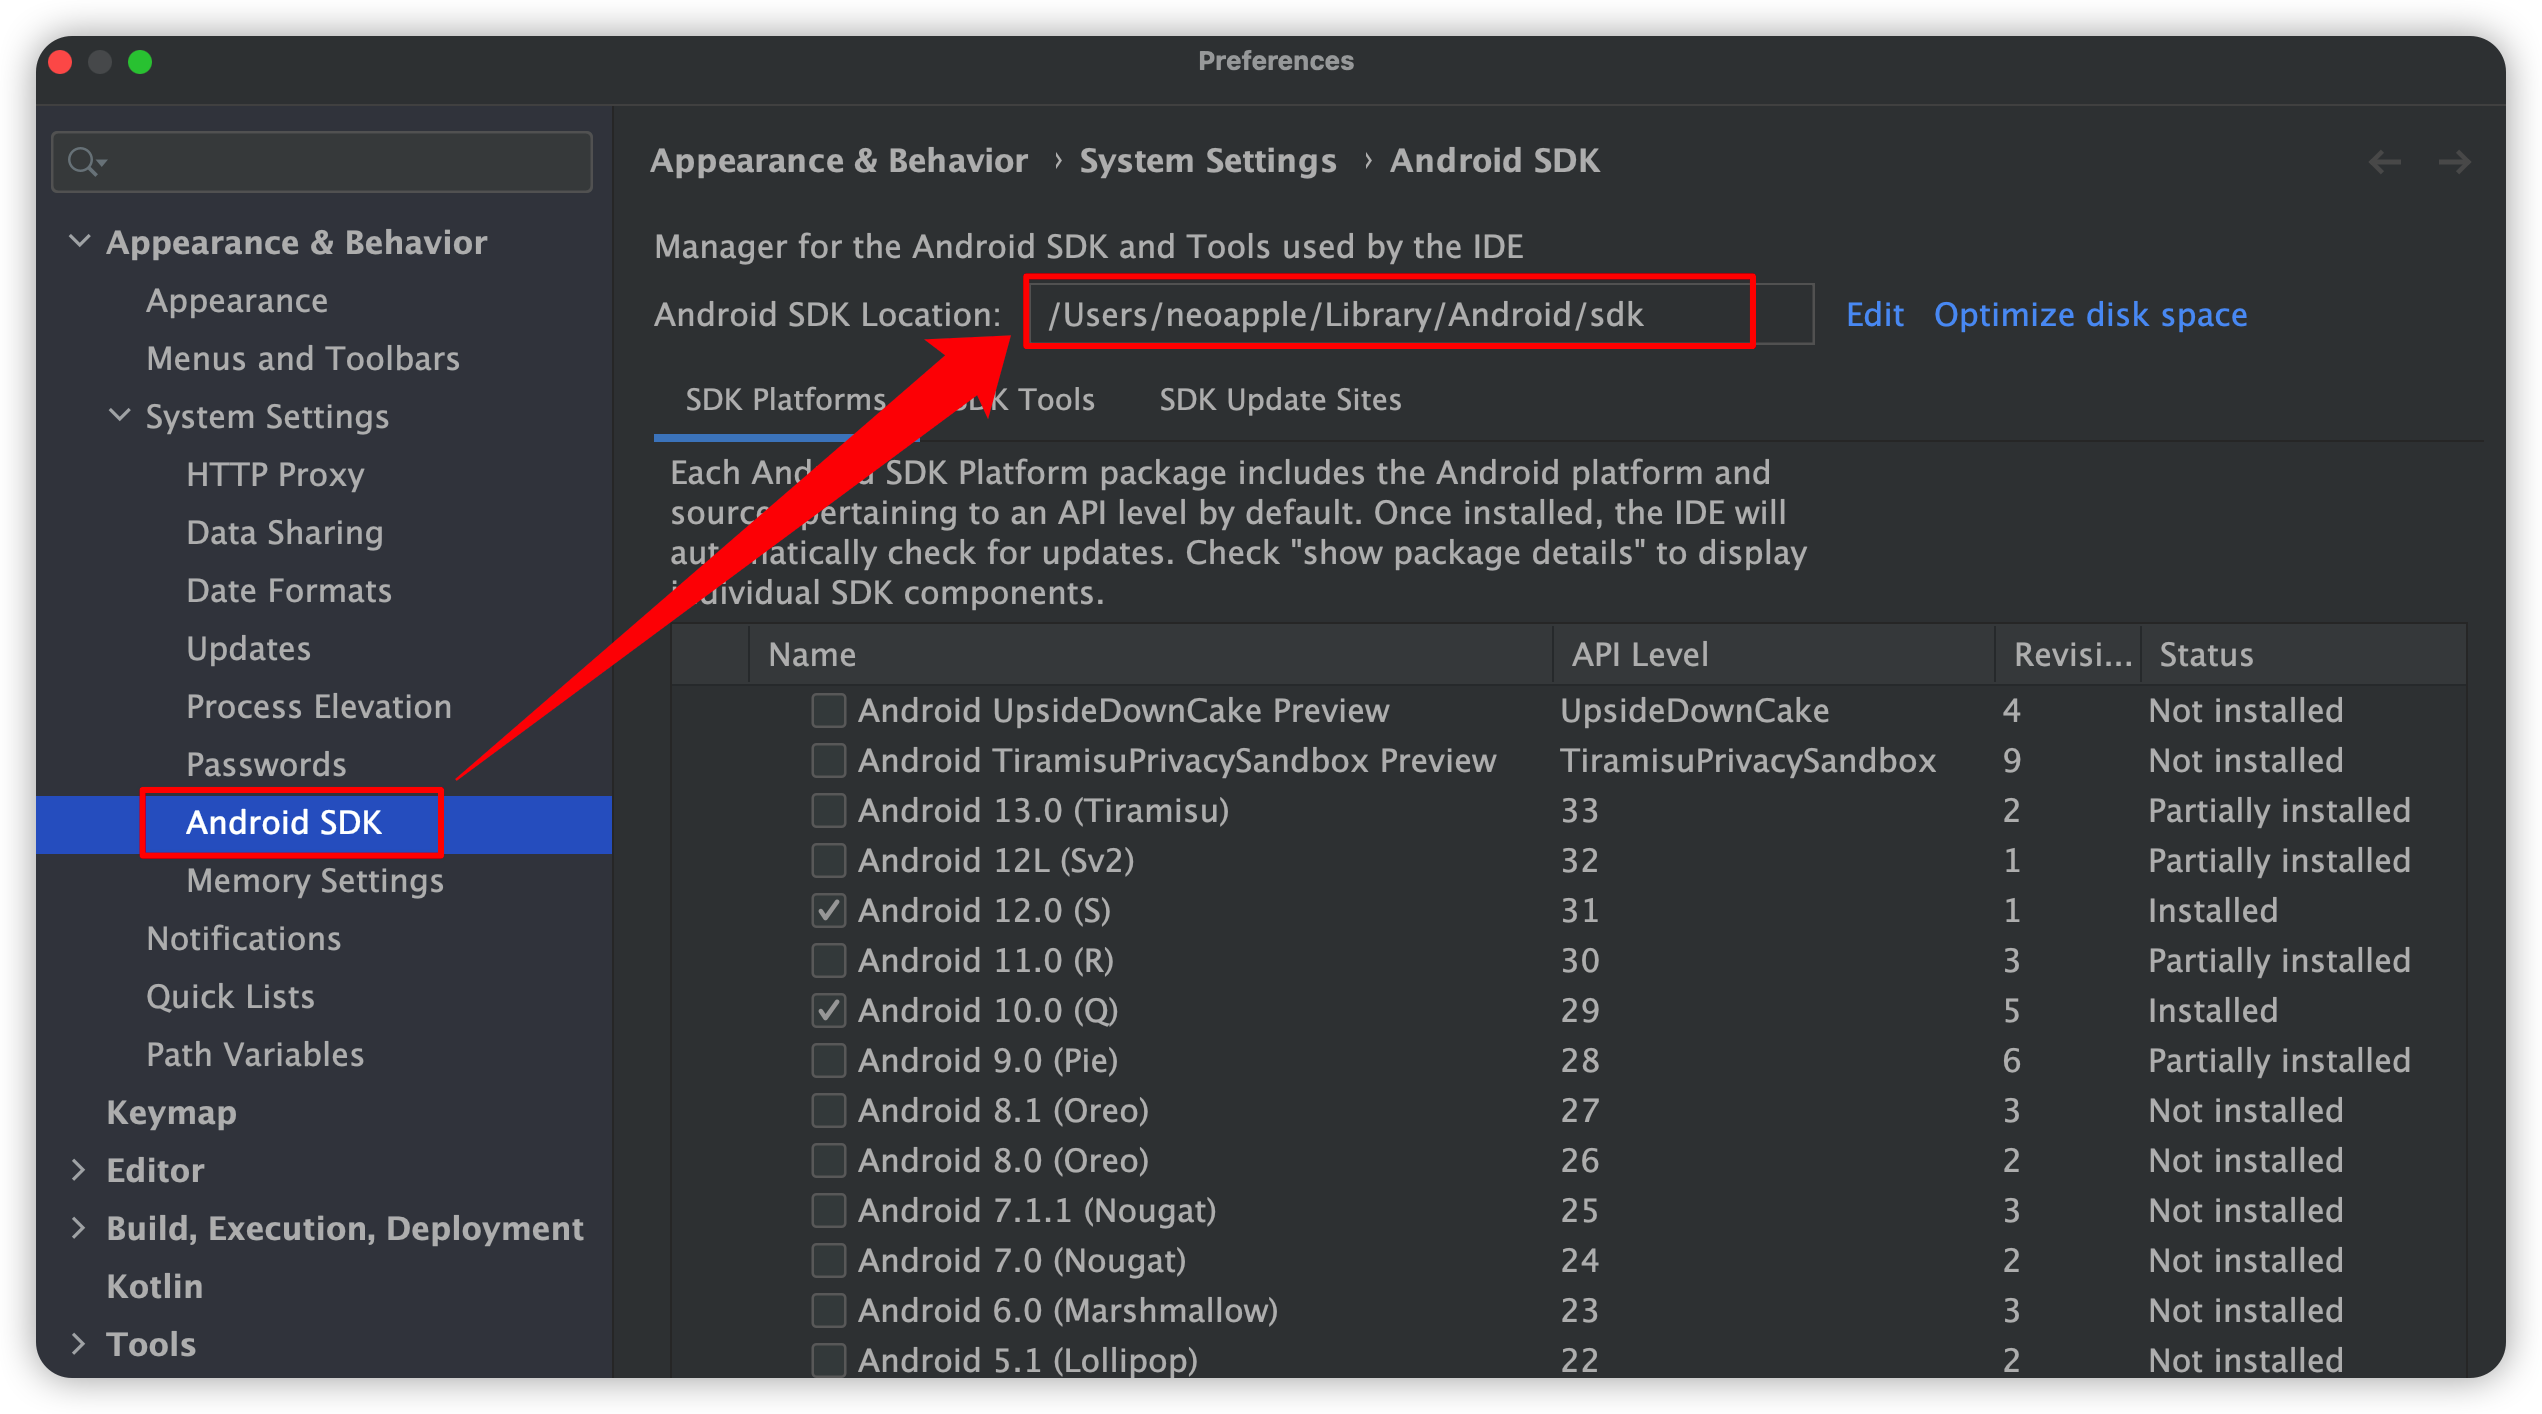 Preferences
Appearance & Behavior
Appearance
Menus and Toolbars
System Settings
HTTP Proxy
Data Sharing
Date Formats
Updates
Process Elevation
Passwords
Android SDK
Memory Settings
Notifications
Quick Lists
Path Variables
Keymap
Editor
Build, Execution, Deployment
Kotlin
Tools
Appearance & Behavior › System Settings › Android SDK
Manager for the Android SDK and Tools used by the IDE
Android SDK Location: /Users/neoapple/Library/Android/sdk Edit Optimize disk space
SDK Platforms SDK Tools SDK Update Sites
Each Android SDK Platform package includes the Android platform and
sources pertaining to an API level by default. Once installed, the IDE will
automatically check for updates. Check "show package details" to display
individual SDK components.
Name API Level Revisi... Status
Android UpsideDownCake Preview UpsideDownCake 4 Not installed
Android TiramisuPrivacySandbox Preview TiramisuPrivacySandbox 9 Not installed
Android 13.0 (Tiramisu) 33 2 Partially installed
Android 12L (Sv2) 32 1 Partially installed
Android 12.0 (S) 31 1 Installed
Android 11.0 (R) 30 3 Partially installed
Android 10.0 (Q) 29 5 Installed
Android 9.0 (Pie) 28 6 Partially installed
Android 8.1 (Oreo) 27 3 Not installed
Android 8.0 (Oreo) 26 2 Not installed
Android 7.1.1 (Nougat) 25 3 Not installed
Android 7.0 (Nougat) 24 2 Not installed
Android 6.0 (Marshmallow) 23 3 Not installed
Android 5.1 (Lollipop) 22 2 Not installed